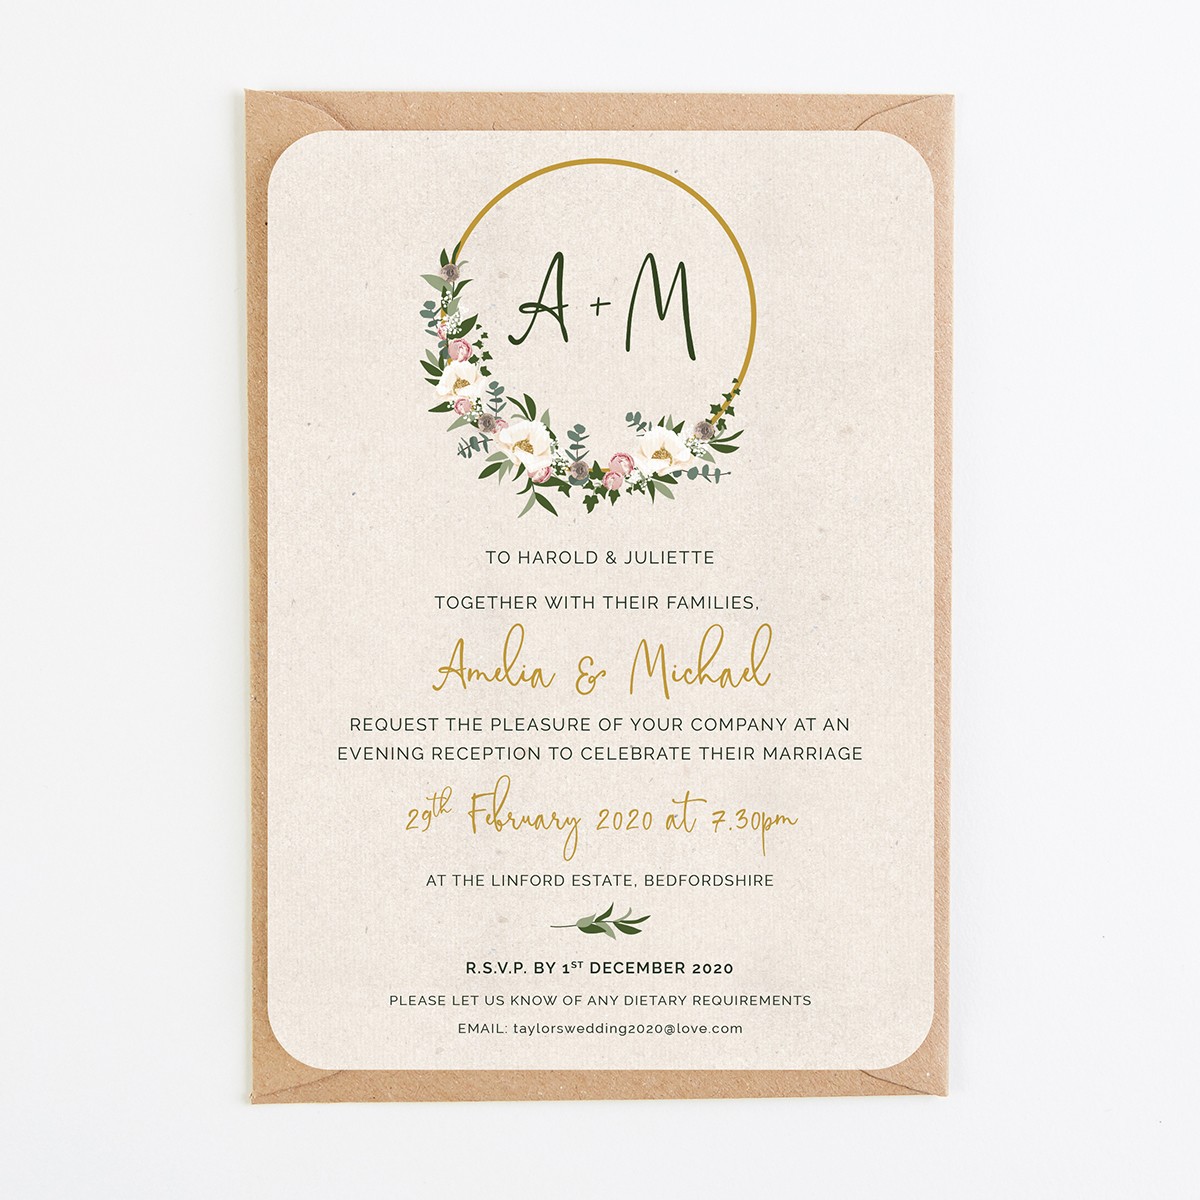 A + M
TO HAROLD & JULIETTE
TOGETHER WITH THEIR FAMILIES,
Amelia & Michael
REQUEST THE PLEASURE OF YOUR COMPANY AT AN
EVENING RECEPTION TO CELEBRATE THEIR MARRIAGE
29th February 2020 at 7.30pm
AT THE LINFORD ESTATE, BEDFORDSHIRE
R.S.V.P. BY 1ST DECEMBER 2020
PLEASE LET US KNOW OF ANY DIETARY REQUIREMENTS
EMAIL: taylorswedding2020@love.com